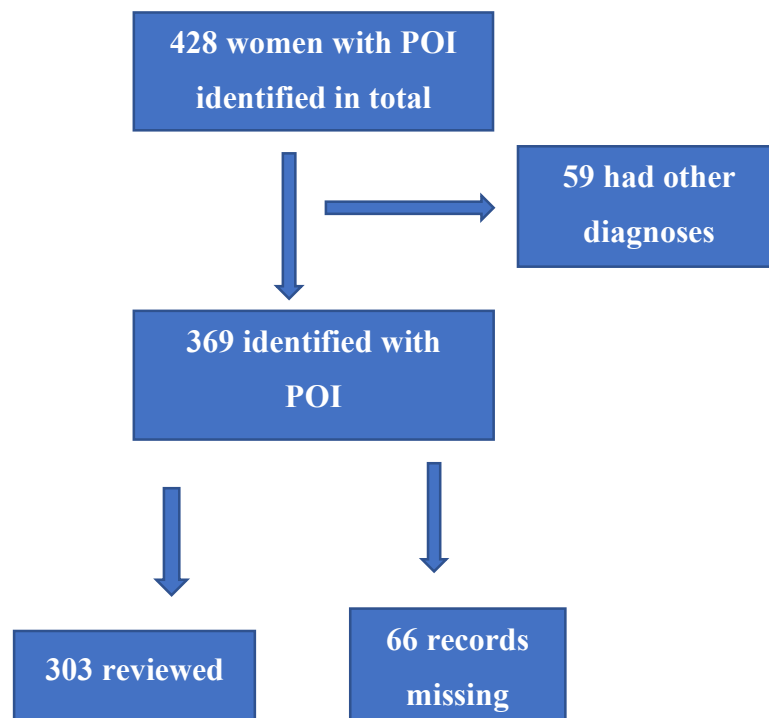 428 women with POI
identified in total
59 had other
diagnoses
369 identified with
POI
303 reviewed
66 records
missing